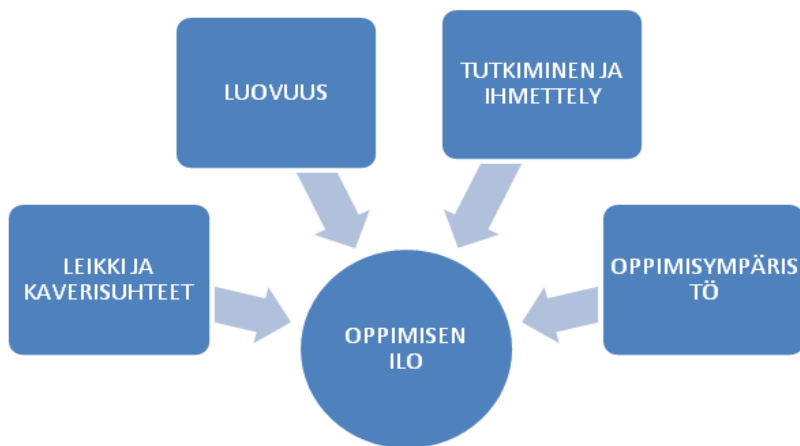 LUOVUUS
TUTKIMINEN JA
IHMETTELY
LEIKKI JA
KAVERISUHTEET
OPPIMISYMPÄRIS
TÖ
OPPIMISEN
ILO